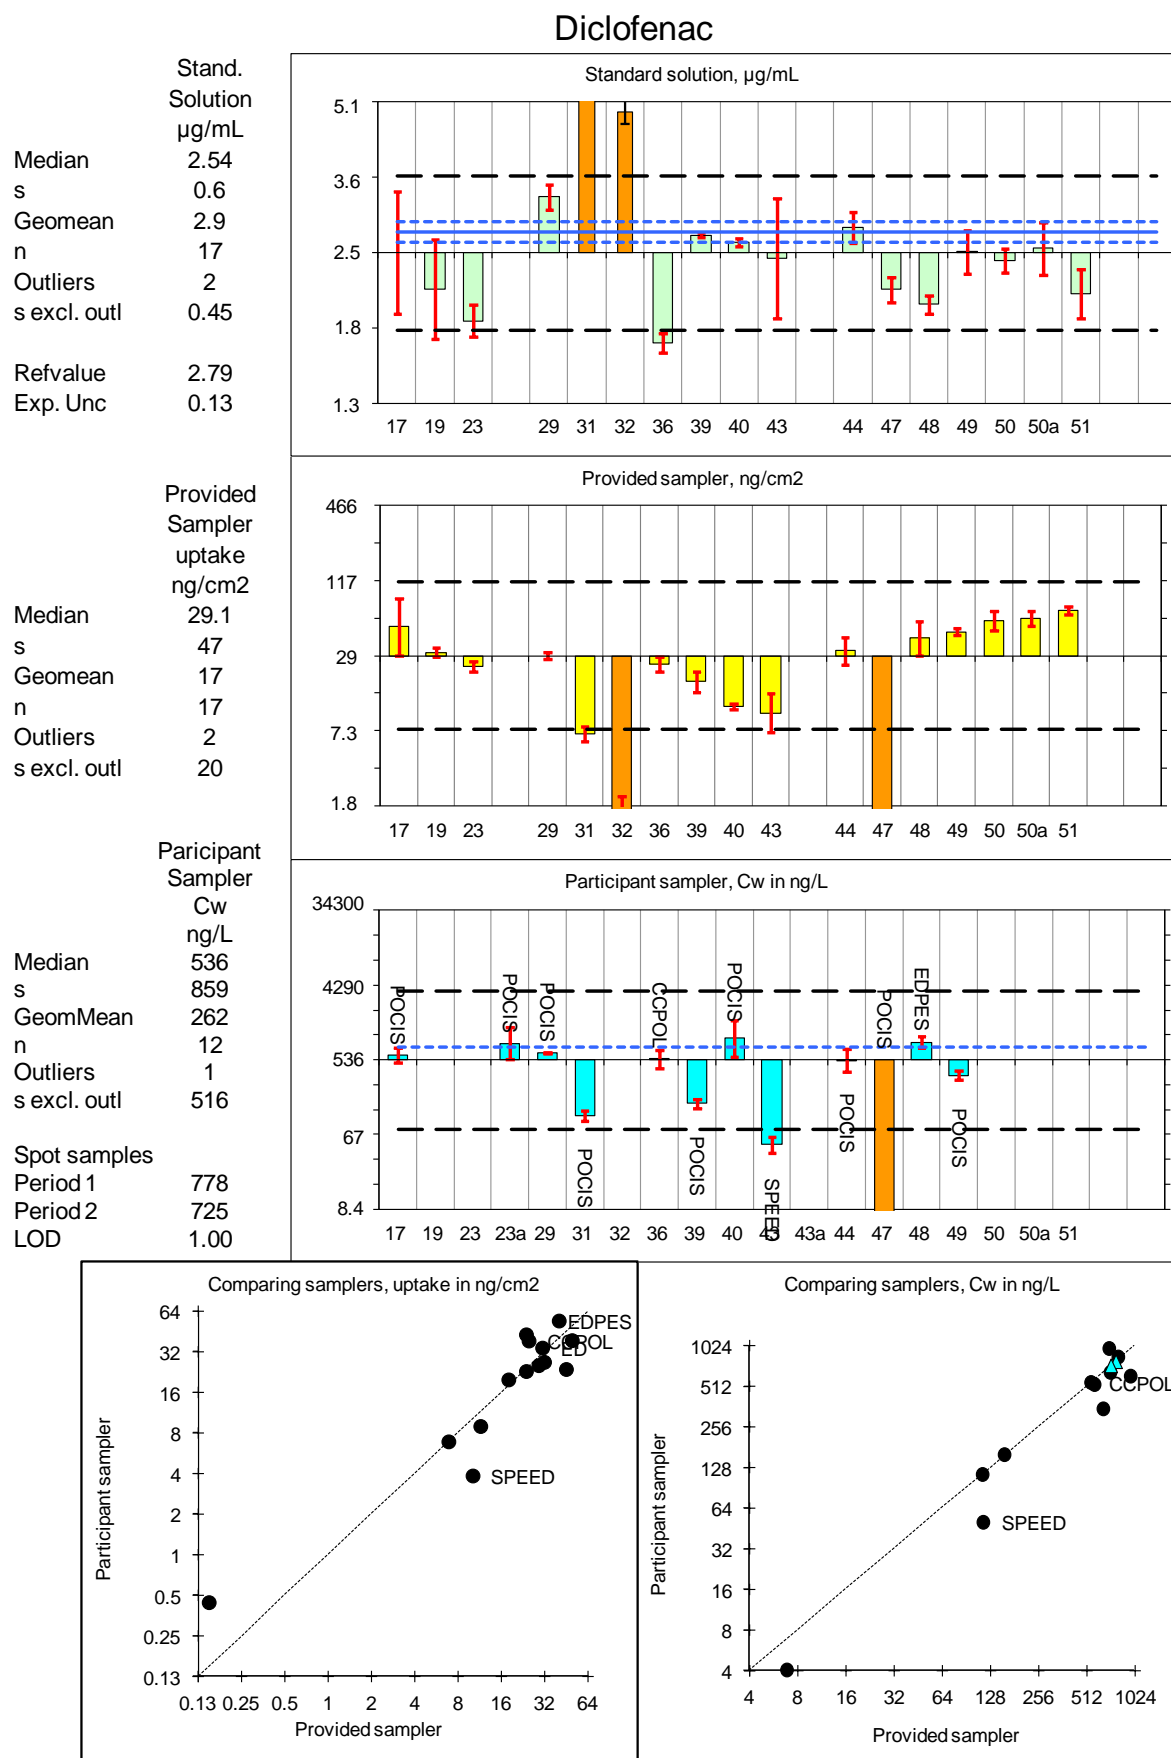 Diclofenac
Stand.
Solution
µg/mL
Median 2.54
s 0.6
Geomean 2.9
n 17
Outliers 2
s excl. outl 0.45
Refvalue 2.79
Exp. Unc 0.13
Standard solution, µg/mL
5.1
3.6
2.5
1.8
1.3
17 19 23 29 31 32 36 39 40 43 44 47 48 49 50 50a 51
Provided
Sampler
uptake
ng/cm2
Median 29.1
s 47
Geomean 17
n 17
Outliers 2
s excl. outl 20
Provided sampler, ng/cm2
466
117
29
7.3
1.8
17 19 23 29 31 32 36 39 40 43 44 47 48 49 50 50a 51
Paricipant
Sampler
Cw
ng/L
Median 536
s 859
GeomMean 262
n 12
Outliers 1
s excl. outl 516
Spot samples
Period 1 778
Period 2 725
LOD 1.00
Participant sampler, Cw in ng/L
34300
4290
536
67
8.4
POCIS
POCIS
POCIS
POCIS
CCPOL
POCIS
POCIS
SPEED
POCIS
POCIS
EDPES
POCIS
17 19 23 23a 29 31 32 36 39 40 43 43a 44 47 48 49 50 50a 51
Comparing samplers, uptake in ng/cm2
Participant sampler
64
32
16
8
4
2
1
0.5
0.25
0.13
EDPES
CCPOL
ED
SPEED
0.13 0.25 0.5 1 2 4 8 16 32 64
Provided sampler
Comparing samplers, Cw in ng/L
Participant sampler
1024
512
256
128
64
32
16
8
4
CCPOL
SPEED
4 8 16 32 64 128 256 512 1024
Provided sampler